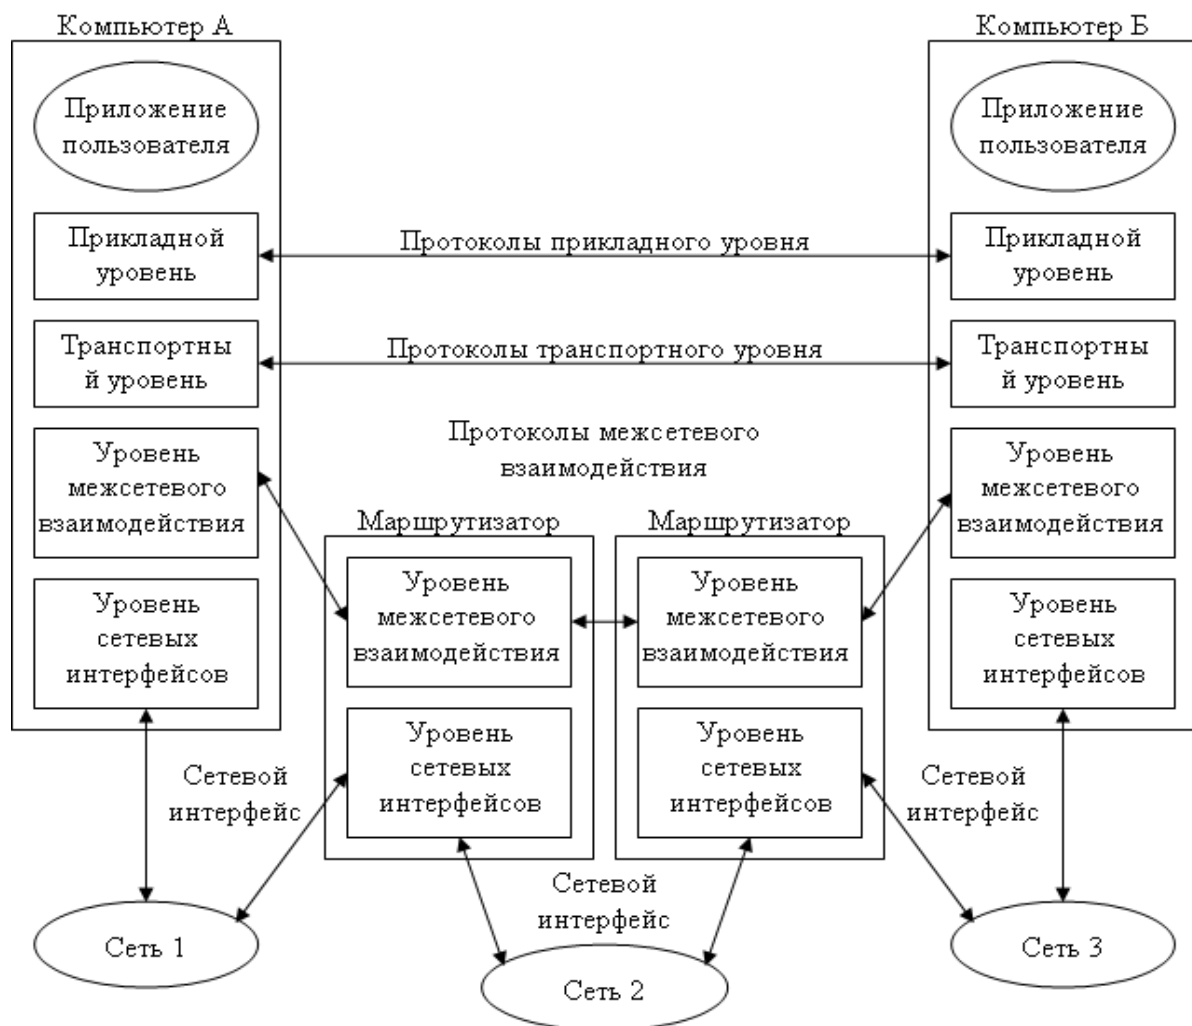 Компьютер А
Компьютер Б
Приложение
пользователя
Приложение
пользователя
Прикладной
уровень
Протоколы прикладного уровня
Прикладной
уровень
Транспортны
й уровень
Протоколы транспортного уровня
Транспортны
й уровень
Уровень
межсетевого
взаимодействия
Протоколы межсетевого
взаимодействия
Уровень
межсетевого
взаимодействия
Маршрутизатор
Маршрутизатор
Уровень
сетевых
интерфейсов
Уровень
межсетевого
взаимодействия
Уровень
межсетевого
взаимодействия
Уровень
сетевых
интерфейсов
Сетевой
интерфейс
Уровень
сетевых
интерфейсов
Уровень
сетевых
интерфейсов
Сетевой
интерфейс
Сетевой
интерфейс
Сеть 1
Сеть 2
Сеть 3